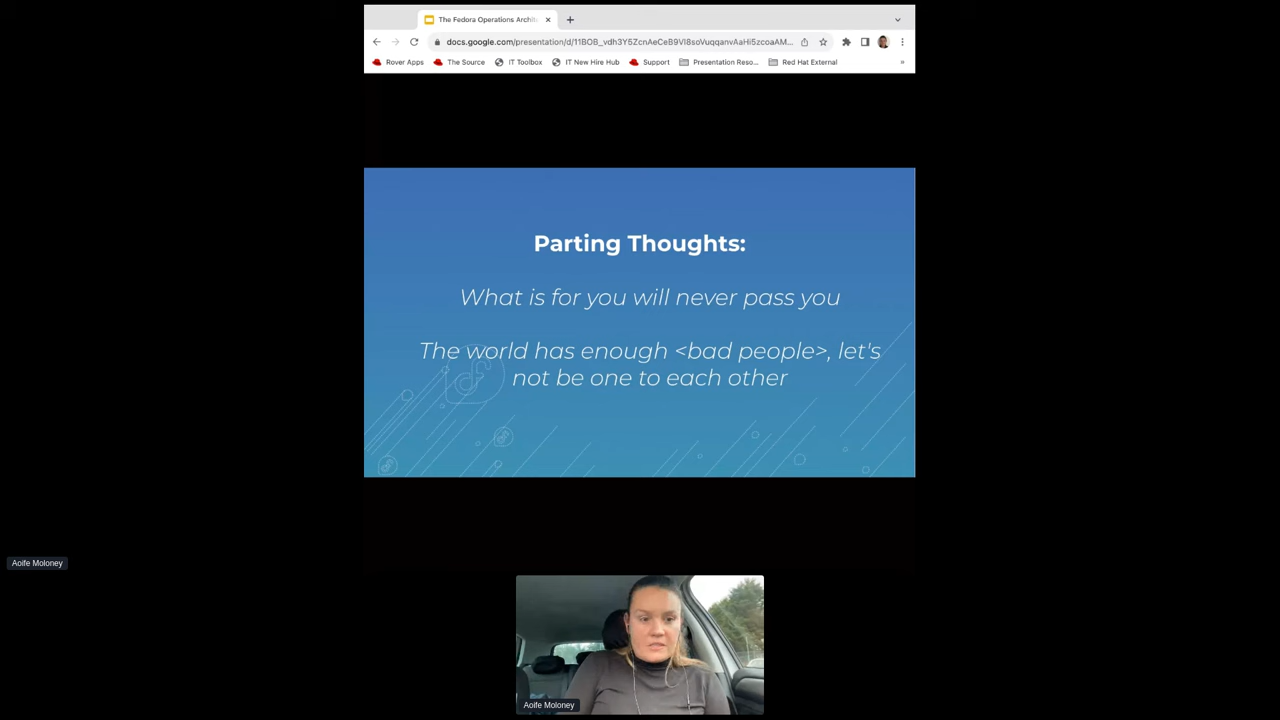 The Fedora Operations Archit
docs.google.com/presentation/d/11BOB_vdh3Y5ZcnAeCeB9Vl8soVuqqanvAaHi5zcoaAM...
Rover Apps The Source IT Toolbox IT New Hire Hub Support Presentation Reso... Red Hat External »
Parting Thoughts:
What is for you will never pass you
The world has enough <bad people>, let's
not be one to each other
Aoife Moloney
Aoife Moloney